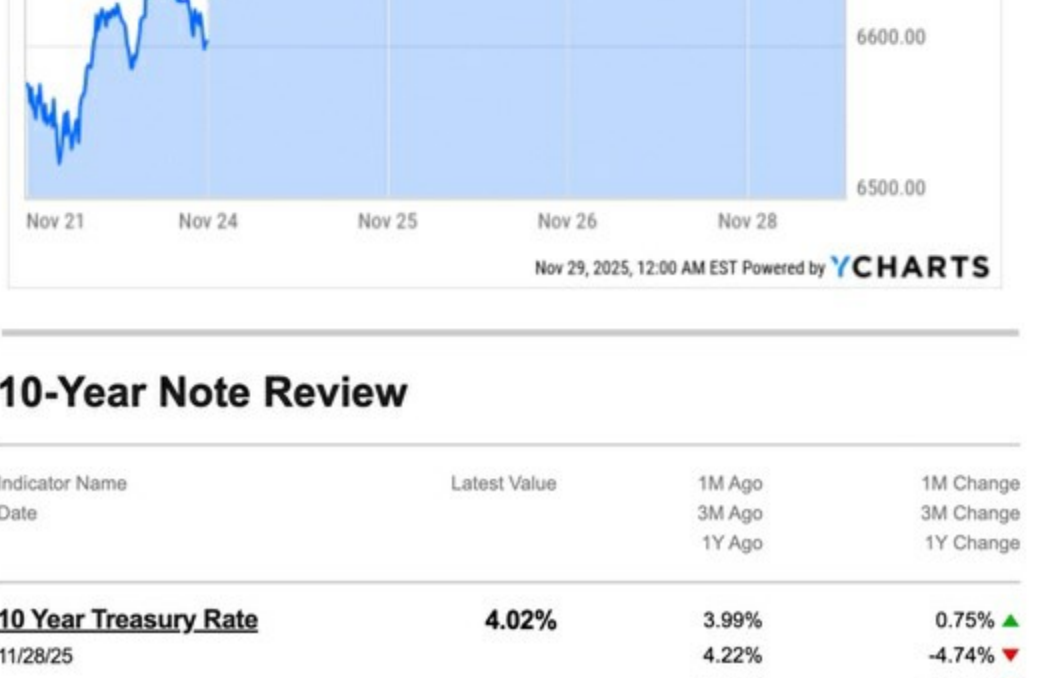 6600.00
6500.00
Nov 21 Nov 24 Nov 25 Nov 26 Nov 28
Nov 29, 2025, 12:00 AM EST Powered by YCHARTS
10-Year Note Review
Indicator Name Latest Value 1M Ago 1M Change
Date 3M Ago 3M Change
1Y Ago 1Y Change
10 Year Treasury Rate 4.02% 3.99% 0.75%
11/28/25 4.22% -4.74%